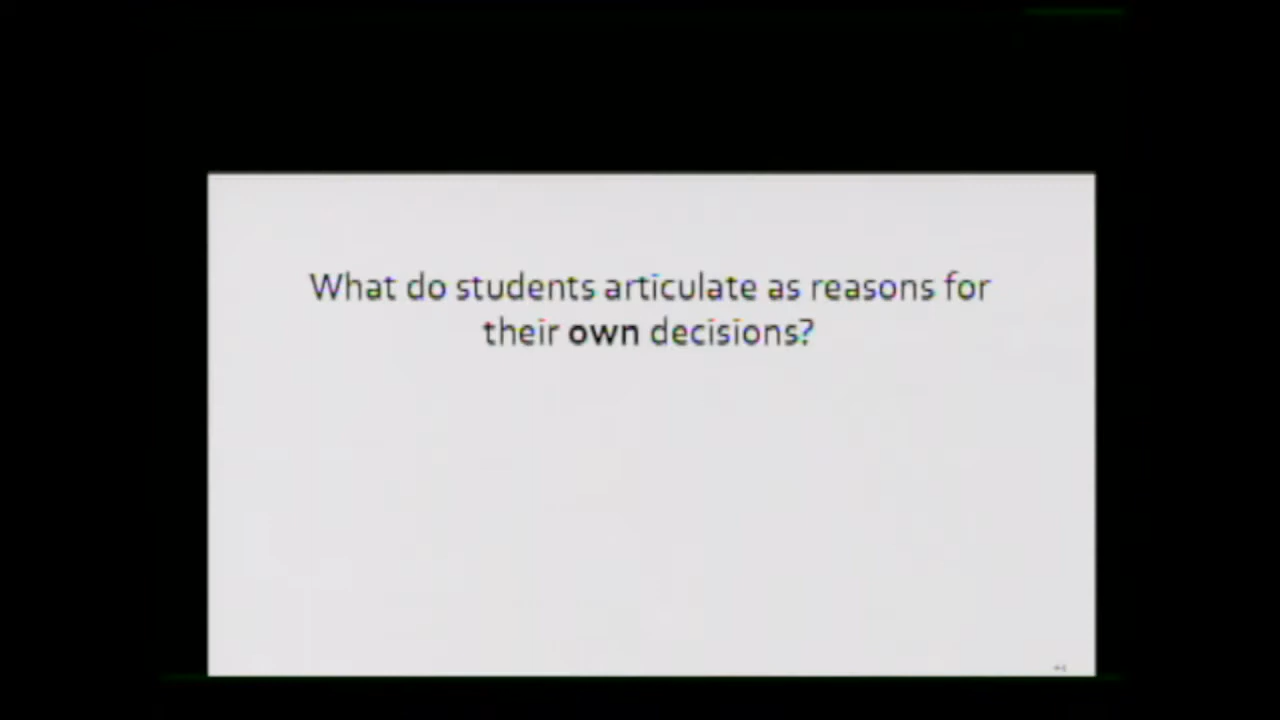 What do students articulate as reasons for
their own decisions?